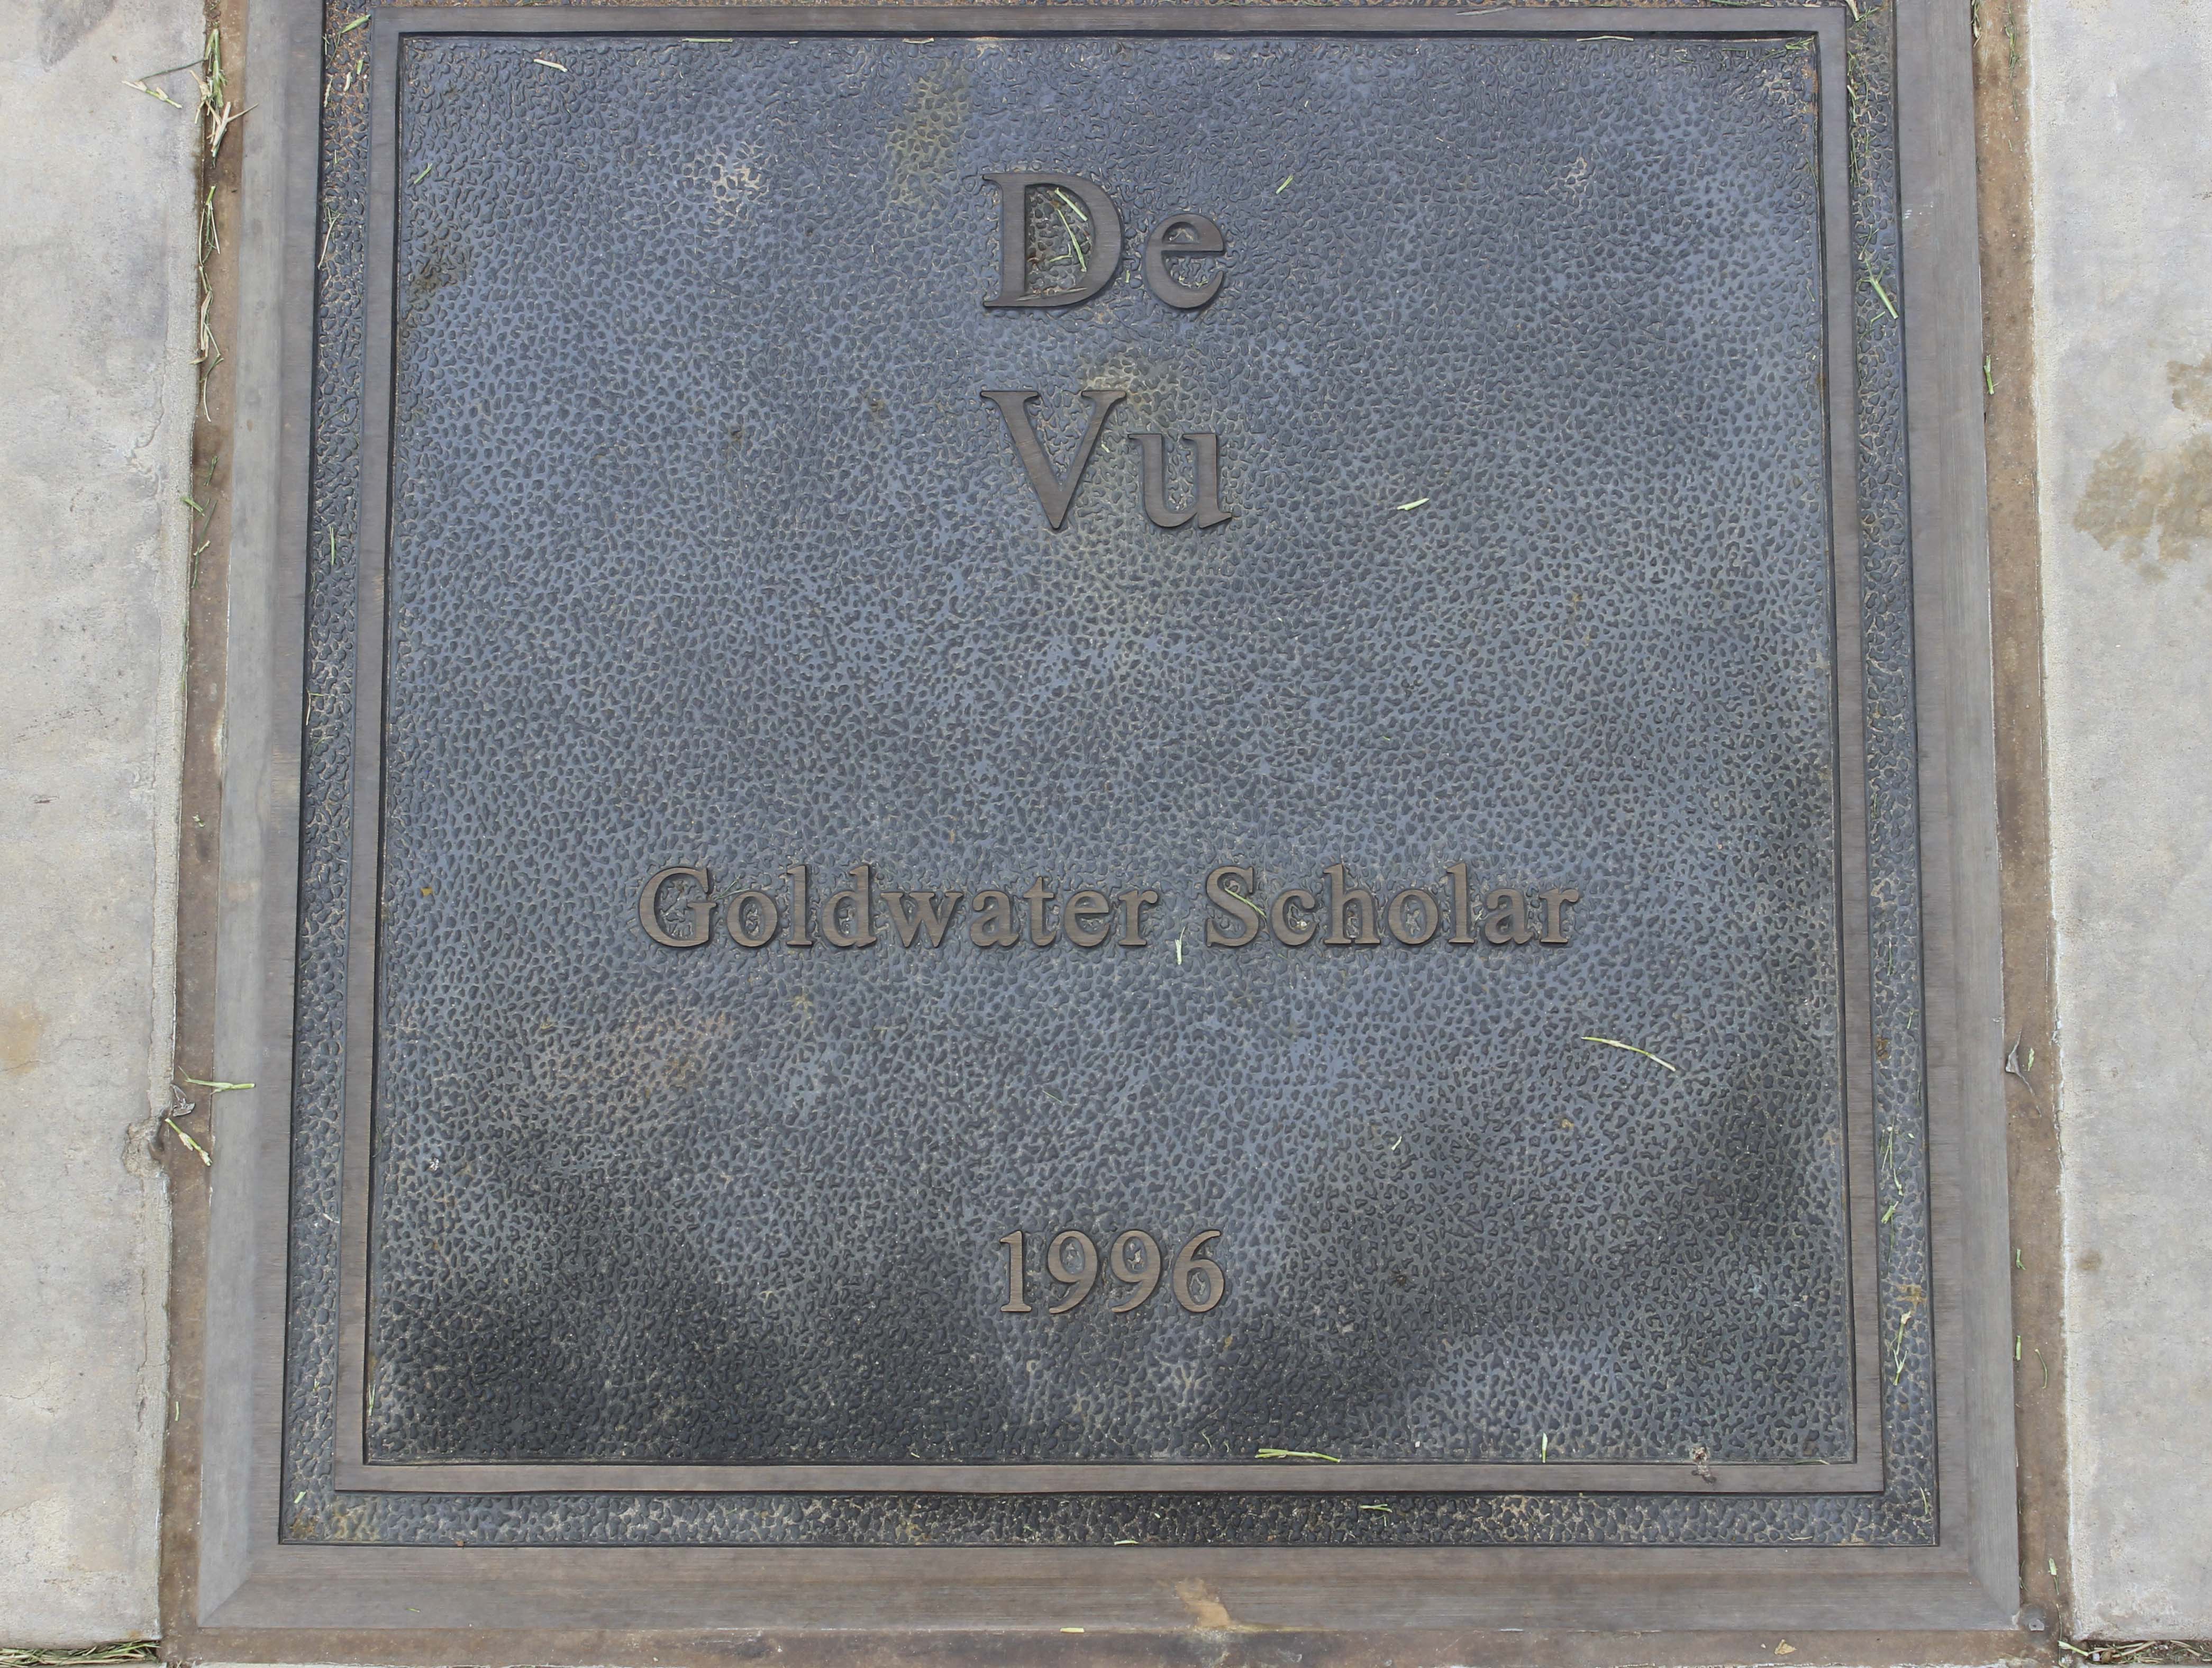 De
Vu
Goldwater Scholar
1996